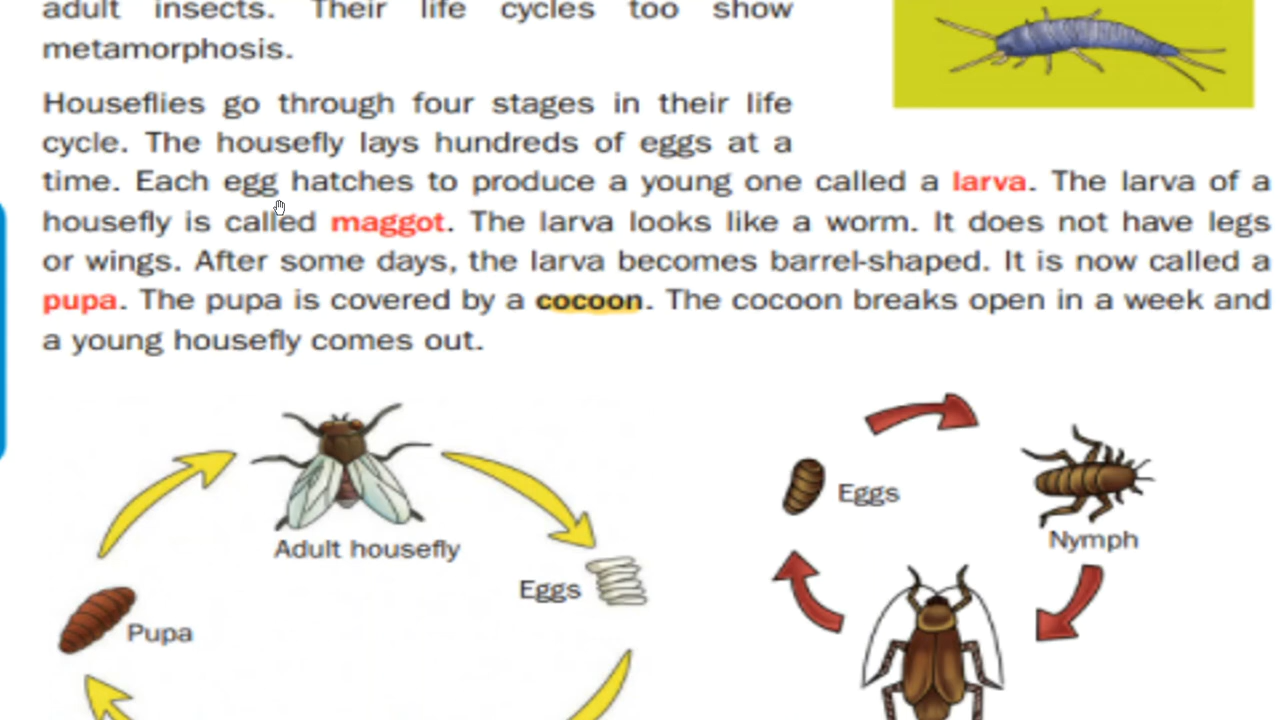 adult insects. Their life cycles too show
metamorphosis.
Houseflies go through four stages in their life
cycle. The housefly lays hundreds of eggs at a
time. Each egg hatches to produce a young one called a larva. The larva of a
housefly is called maggot. The larva looks like a worm. It does not have legs
or wings. After some days, the larva becomes barrel-shaped. It is now called a
pupa. The pupa is covered by a cocoon. The cocoon breaks open in a week and
a young housefly comes out.
Adult housefly
Eggs
Pupa
Eggs
Nymph